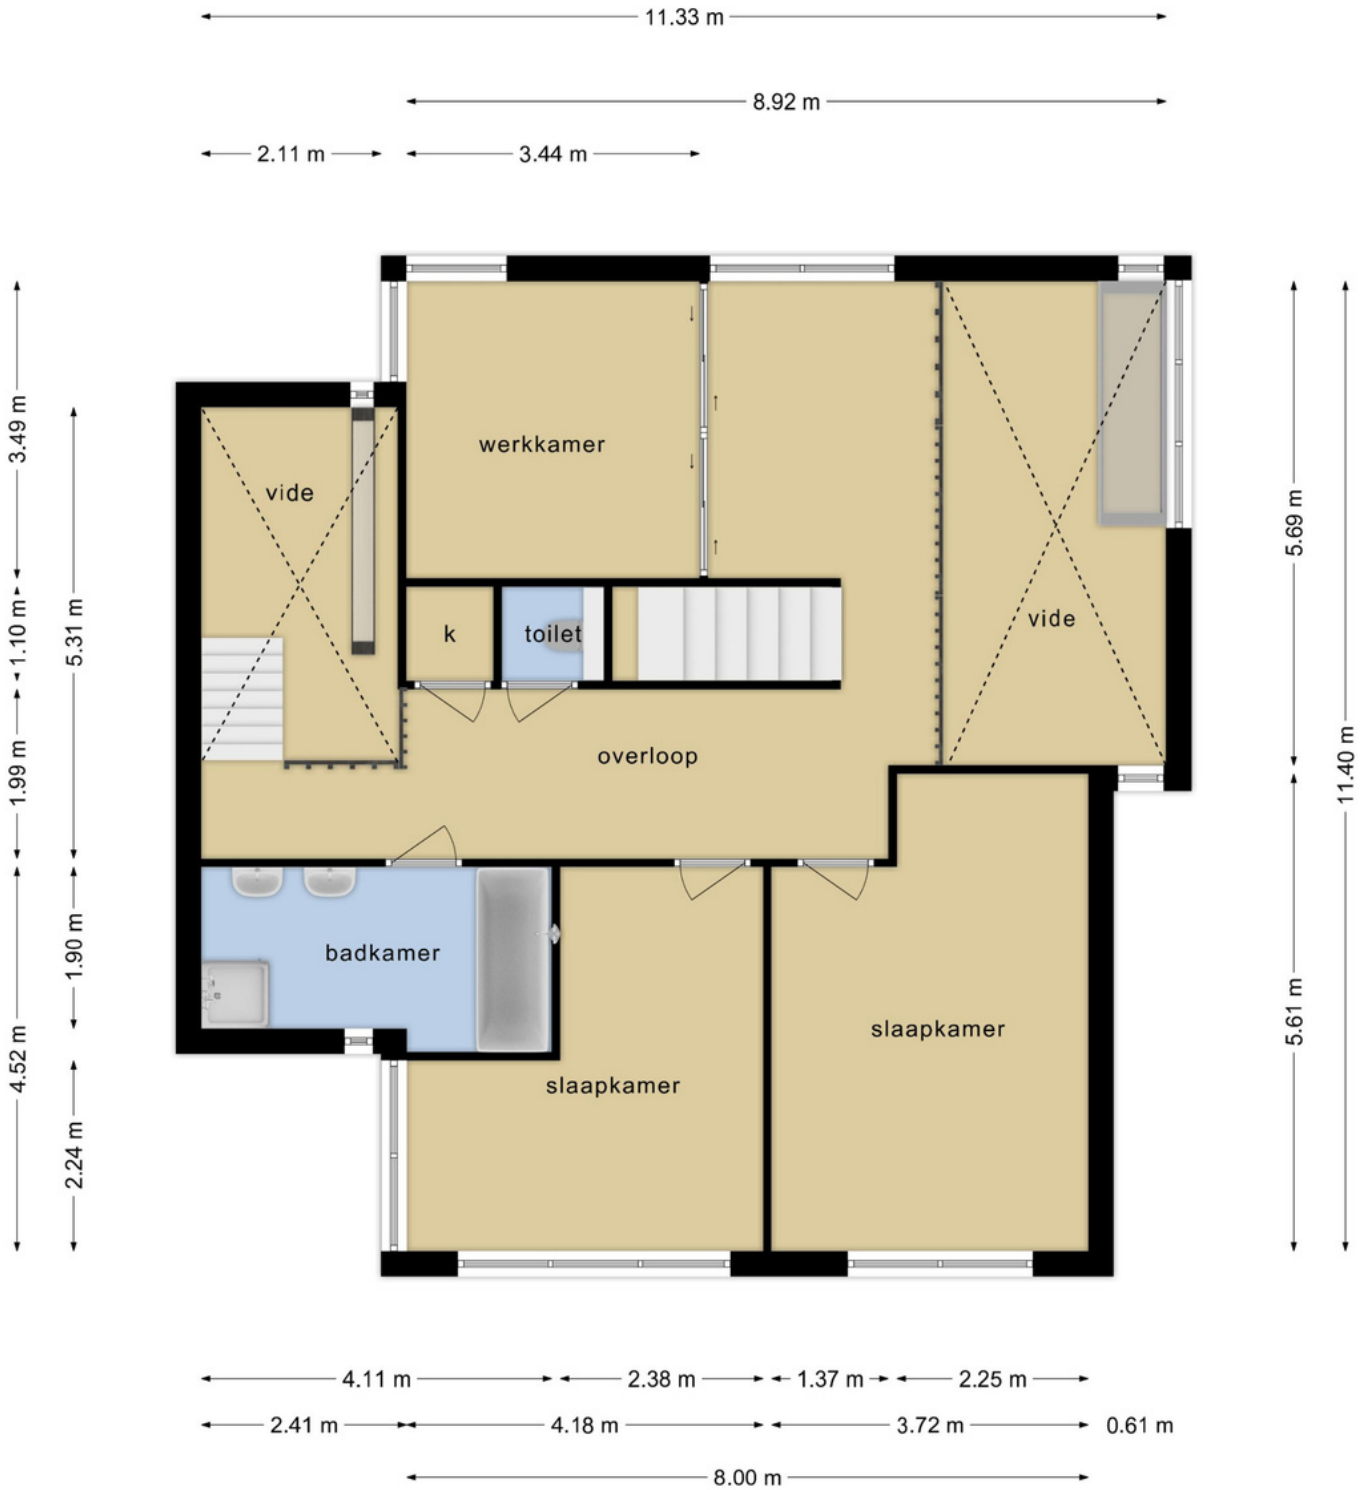 11.33 m
8.92 m
2.11 m
3.44 m
3.49 m
1.10 m
1.99 m
4.52 m
5.31 m
1.90 m
2.24 m
werkkamer
vide
k
toilet
vide
overloop
badkamer
slaapkamer
slaapkamer
5.69 m
5.61 m
11.40 m
4.11 m
2.38 m
1.37 m
2.25 m
2.41 m
4.18 m
3.72 m
0.61 m
8.00 m